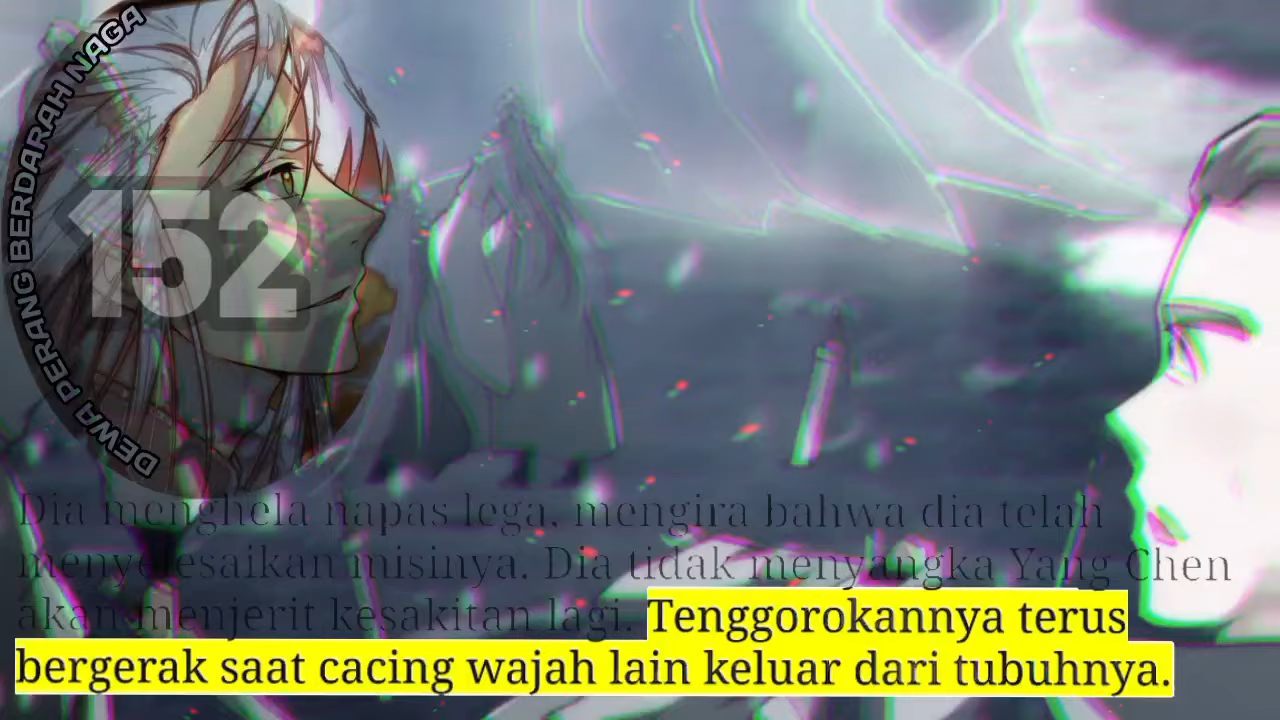 DEWA PERANG BERDARAH NAGA
152
Dia menghela napas lega, mengira bahwa dia telah
menyelesaikan misinya. Dia tidak menyangka Yang Chen
akan menjerit kesakitan lagi. Tenggorokannya terus
bergerak saat cacing wajah lain keluar dari tubuhnya.